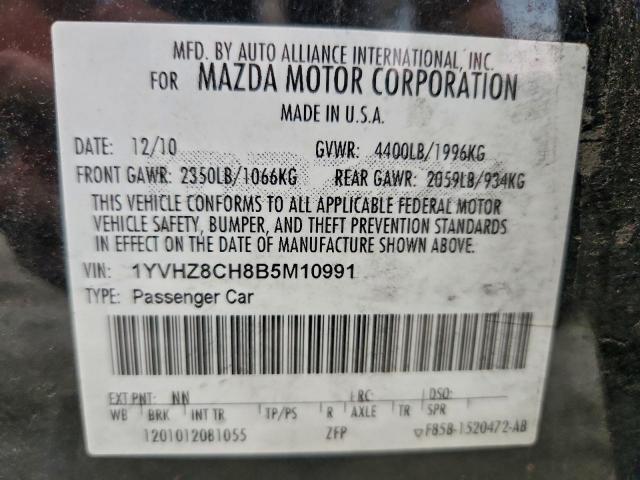 MFD. BY AUTO ALLIANCE INTERNATIONAL, INC.
FOR MAZDA MOTOR CORPORATION
MADE IN U.S.A.
DATE: 12/10 GVWR: 4400LB/1996KG
FRONT GAWR: 2350LB/1066KG REAR GAWR: 2059LB/934KG
THIS VEHICLE CONFORMS TO ALL APPLICABLE FEDERAL MOTOR
VEHICLE SAFETY, BUMPER, AND THEFT PREVENTION STANDARDS
IN EFFECT ON THE DATE OF MANUFACTURE SHOWN ABOVE.
VIN: 1YVHZ8CH8B5M10991
TYPE: Passenger Car
EXT PNT: NN RC: DSO:
WB BRK INT TR TP/PS R AXLE TR SPR
1201012081055 ZFP F85B-1520472-AB